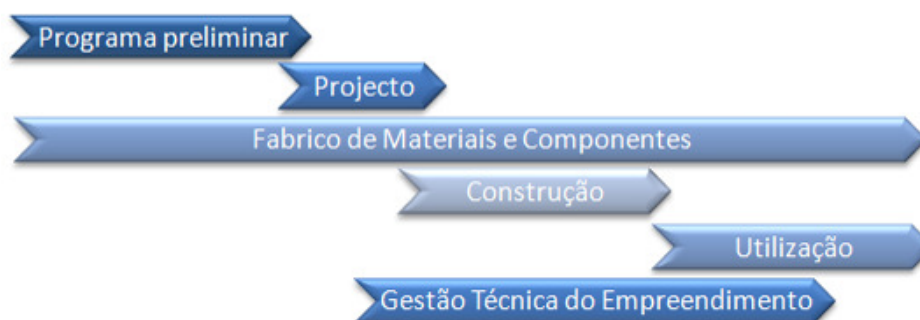 Programa preliminar
Projecto
Fabrico de Materiais e Componentes
Construção
Utilização
Gestão Técnica do Empreendimento